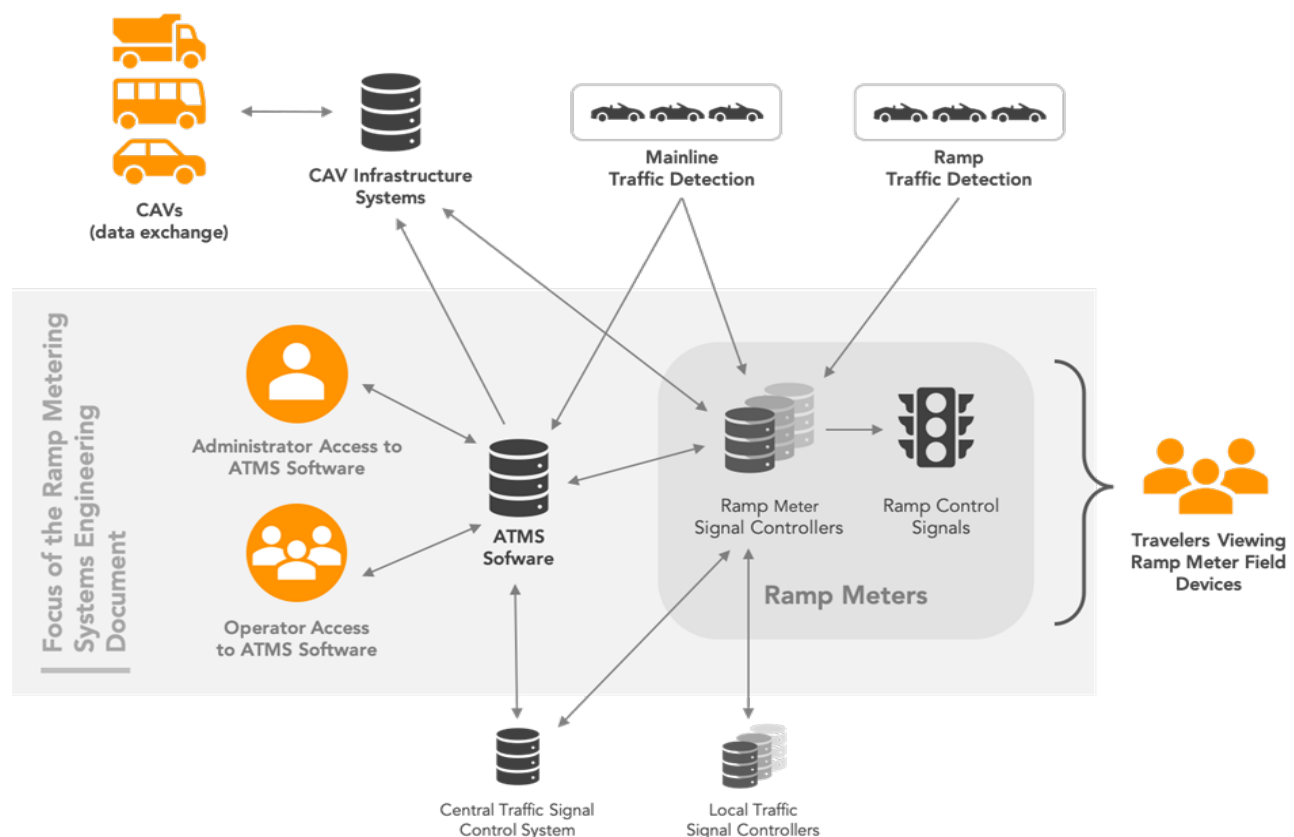 CAVs
(data exchange)
CAV Infrastructure
Systems
Mainline
Traffic Detection
Ramp
Traffic Detection
Focus of the Ramp Metering
Systems Engineering
Document
Administrator Access to
ATMS Software
Operator Access
to ATMS Software
ATMS
Sofware
Ramp Meter
Signal Controllers
Ramp Control
Signals
Ramp Meters
Travelers Viewing
Ramp Meter Field
Devices
Central Traffic Signal
Control System
Local Traffic
Signal Controllers